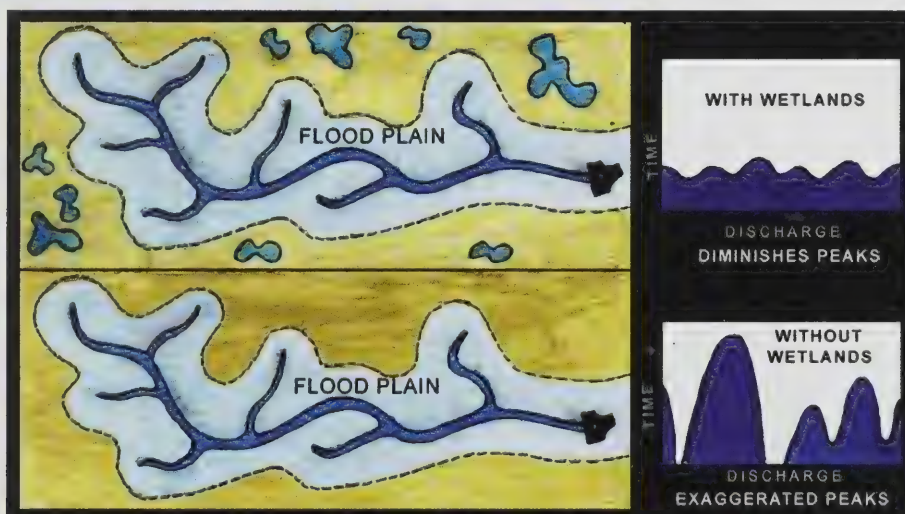 FLOOD PLAIN
WITH WETLANDS
TIME
DISCHARGE
DIMINISHES PEAKS
FLOOD PLAIN
WITHOUT
WETLANDS
TIME
DISCHARGE
EXAGGERATED PEAKS